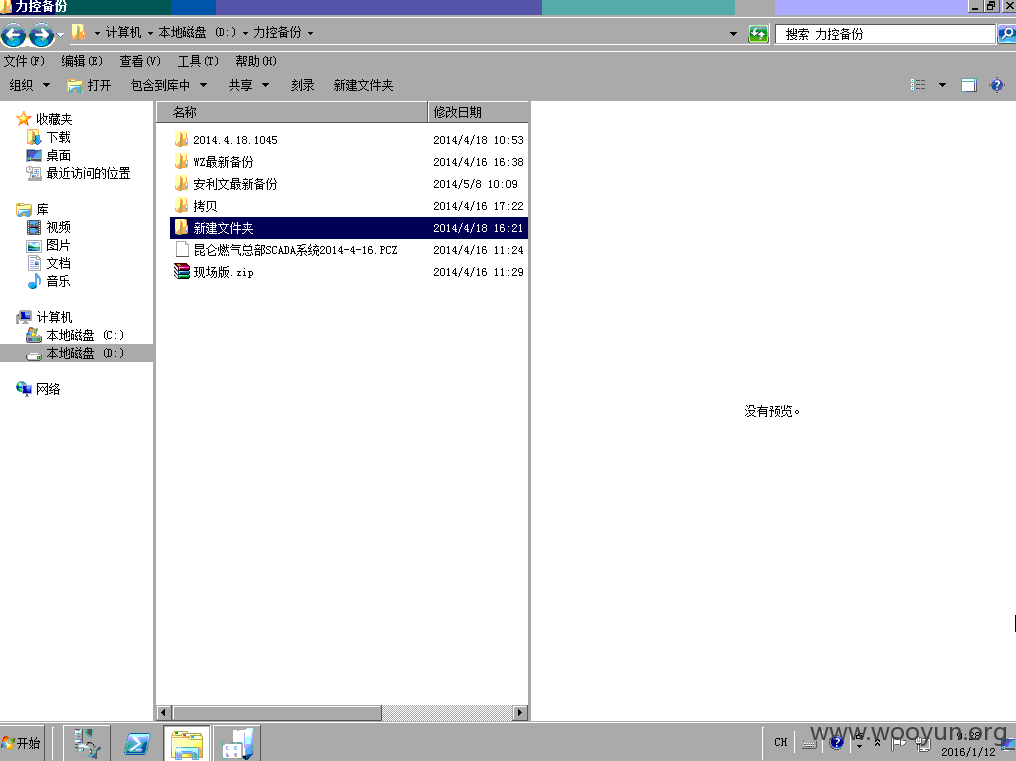 力控备份
计算机 本地磁盘 (D:) 力控备份
搜索 力控备份
文件(F) 编辑(E) 查看(V) 工具(T) 帮助(H)
组织 打开 包含到库中 共享 刻录 新建文件夹
收藏夹
下载
桌面
最近访问的位置
库
视频
图片
文档
音乐
计算机
本地磁盘 (C:)
本地磁盘 (D:)
网络
名称 修改日期
2014.4.18.1045 2014/4/18 10:53
WZ最新备份 2014/4/16 16:38
安利文最新备份 2014/5/8 10:09
拷贝 2014/4/16 17:22
新建文件夹 2014/4/18 16:21
昆仑燃气总部SCADA系统2014-4-16.PCZ 2014/4/16 11:24
现场版.zip 2014/4/16 11:29
没有预览。
开始
CH
www.wooyun.org
9:28
2016/1/12